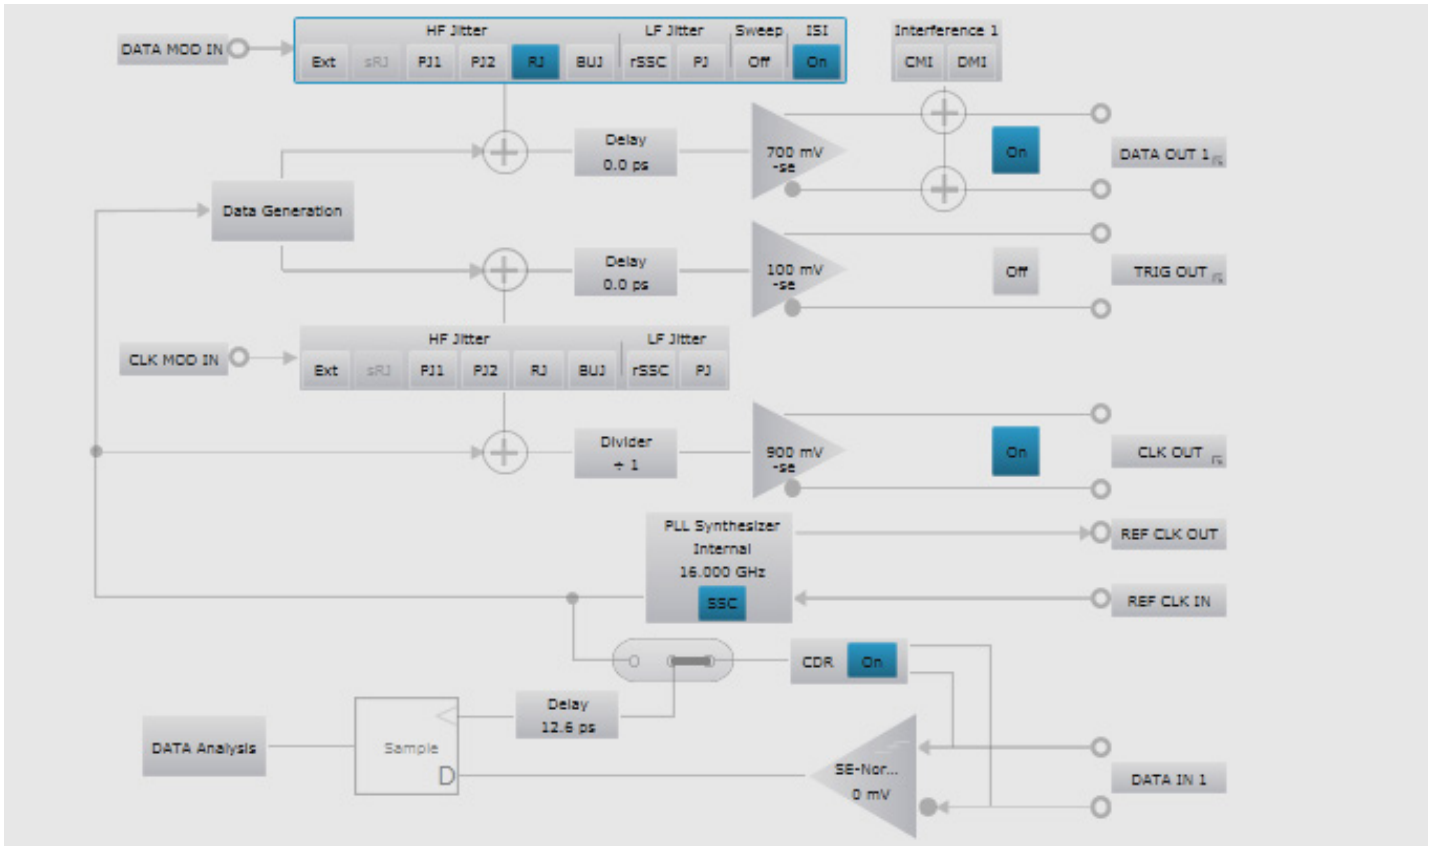 HF Jitter LF Jitter Sweep ISI Interference 1
DATA MOD IN
Ext sRJ PJ1 PJ2 RJ BUJ rSSC PJ Off On CMI DMI
Delay
0.0 ps
700 mV
-se
On
DATA OUT 1
Data Generation
Delay
0.0 ps
100 mV
-se
Off
TRIG OUT
HF Jitter LF Jitter
CLK MOD IN
Ext sRJ PJ1 PJ2 RJ BUJ rSSC PJ
Divider
÷ 1
900 mV
-se
On
CLK OUT
PLL Synthesizer
Internal
16.000 GHz
SSC
REF CLK OUT
REF CLK IN
CDR On
Delay
12.6 ps
DATA Analysis
Sample
D
SE-Nor...
0 mV
DATA IN 1